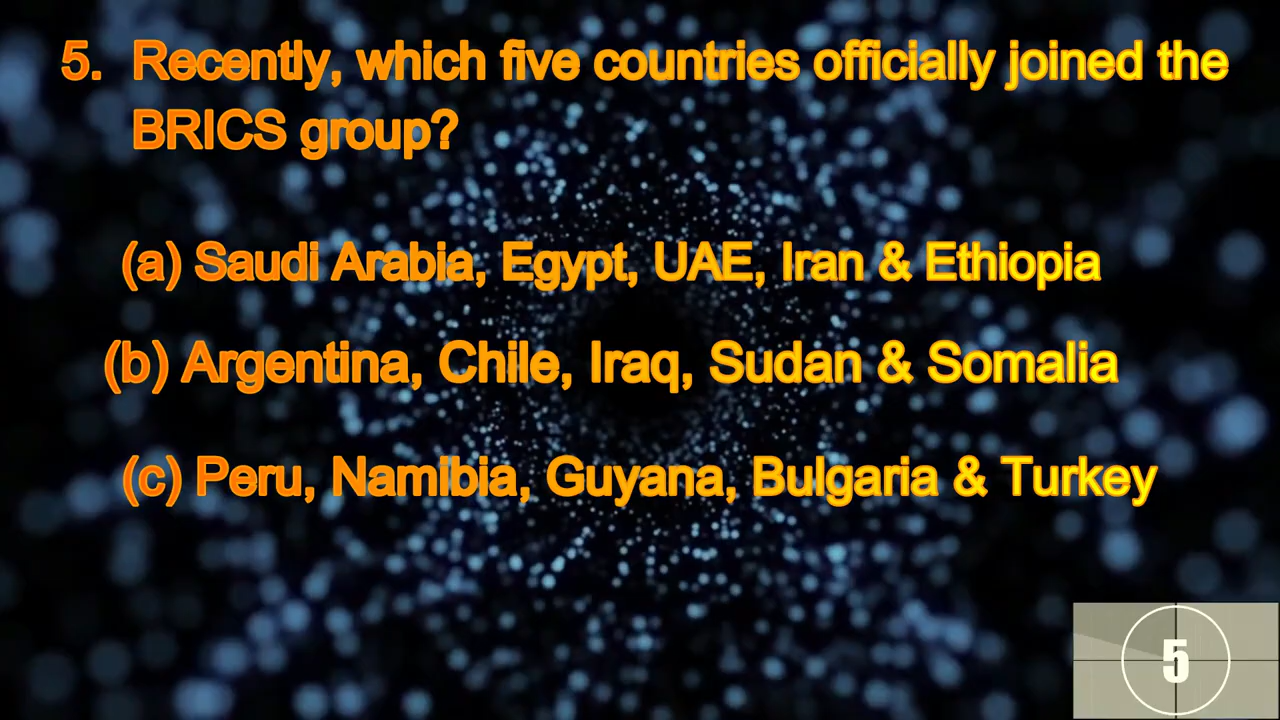 5. Recently, which five countries officially joined the
BRICS group?
(a) Saudi Arabia, Egypt, UAE, Iran & Ethiopia
(b) Argentina, Chile, Iraq, Sudan & Somalia
(c) Peru, Namibia, Guyana, Bulgaria & Turkey
5